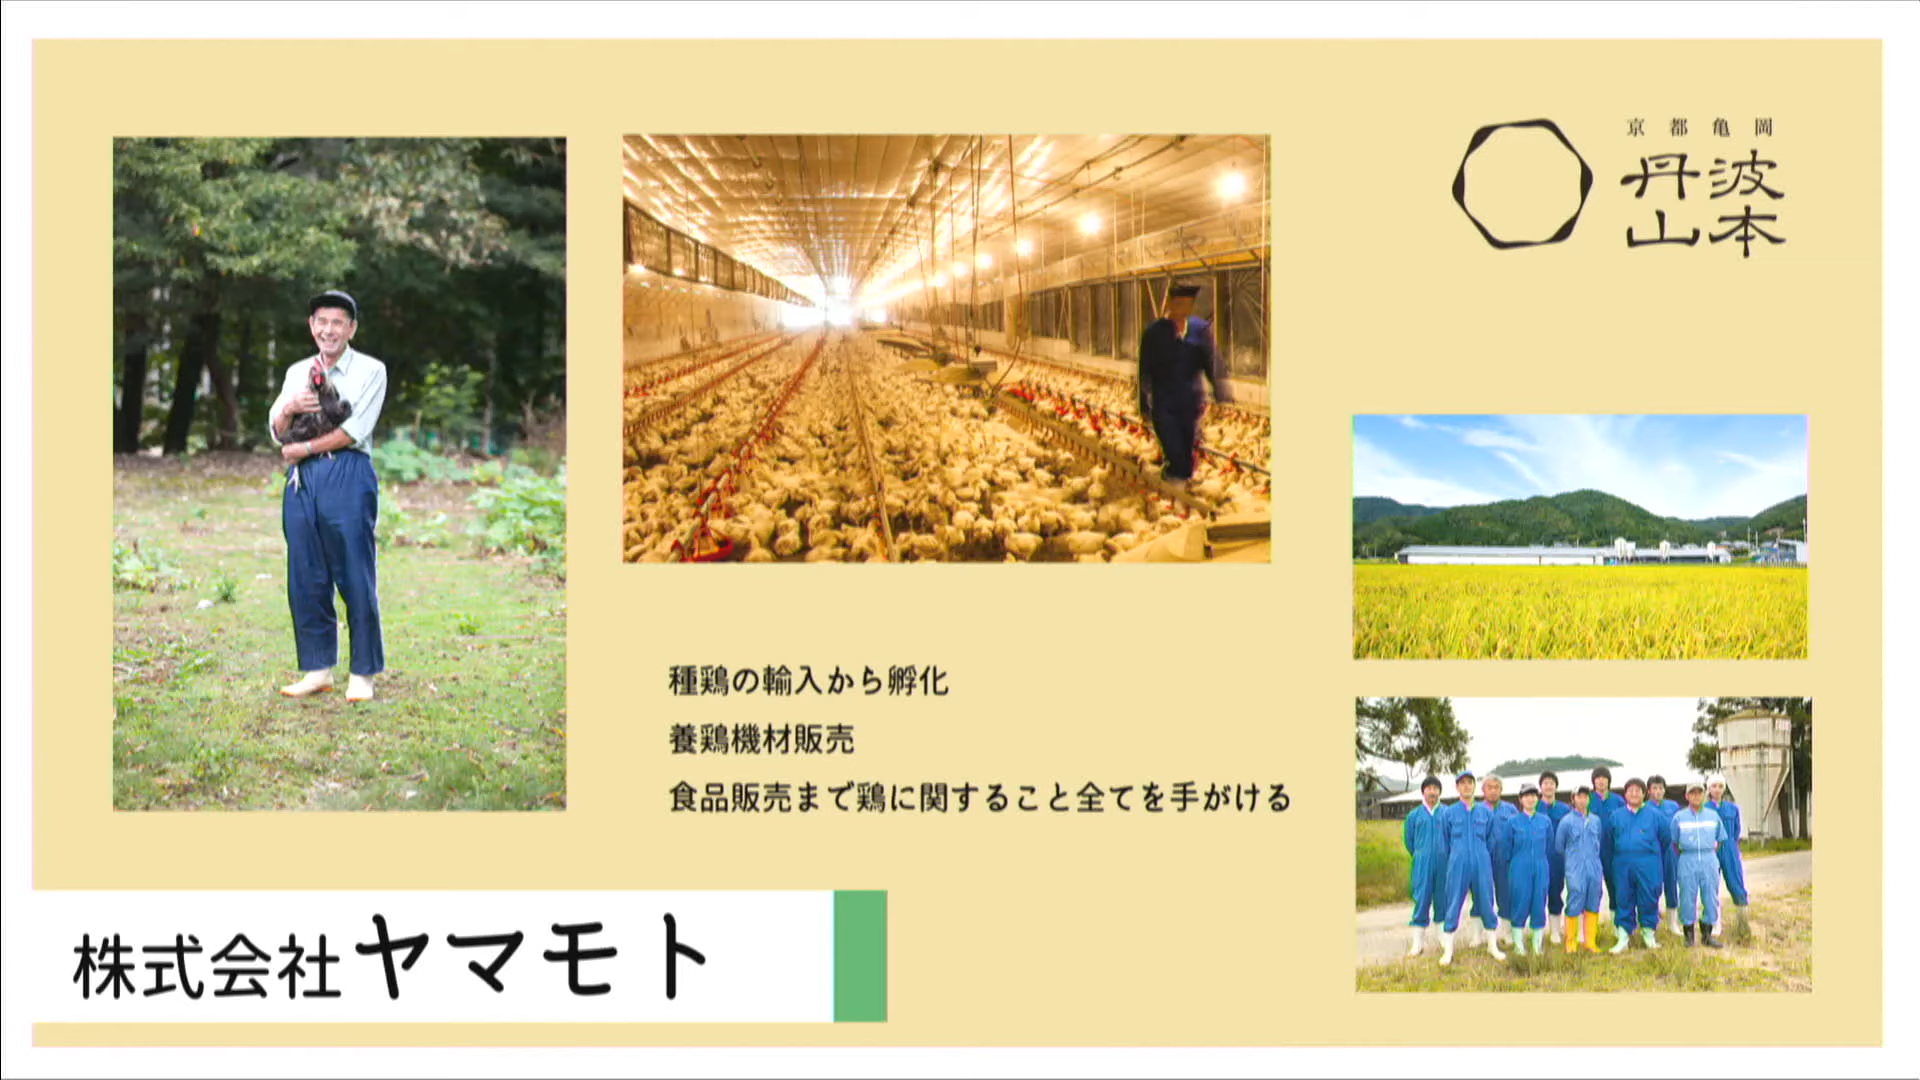 京都亀岡
丹波
山本
種鶏の輸入から孵化
養鶏機材販売
食品販売まで鶏に関すること全てを手がける
株式会社ヤマモト